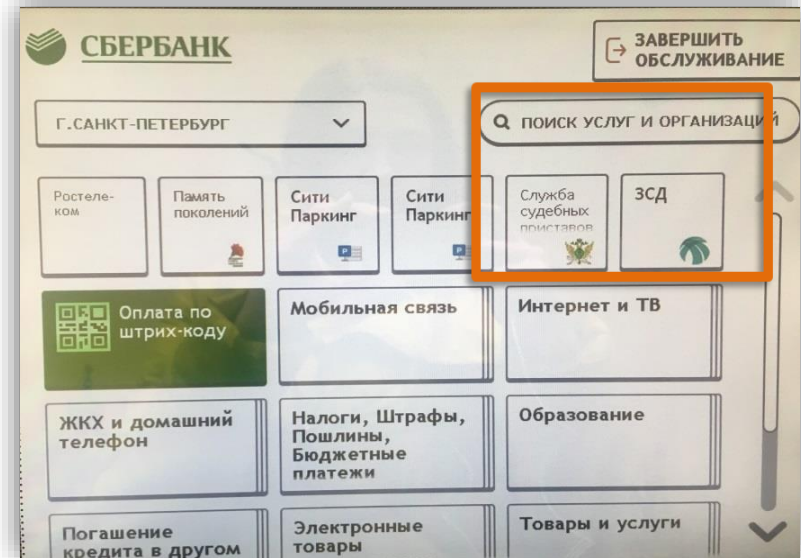 СБЕРБАНК
ЗАВЕРШИТЬ
ОБСЛУЖИВАНИЕ
Г.САНКТ-ПЕТЕРБУРГ
ПОИСК УСЛУГ И ОРГАНИЗАЦИЙ
Ростеле-
ком
Память
поколений
Сити
Паркинг
P
Сити
Паркинг
P
Служба
судебных
приставов
ЗСД
Оплата по
штрих-коду
Мобильная связь
Интернет и ТВ
ЖКХ и домашний
телефон
Налоги, Штрафы,
Пошлины,
Бюджетные
платежи
Образование
Погашение
кредита в другом
Электронные
товары
Товары и услуги